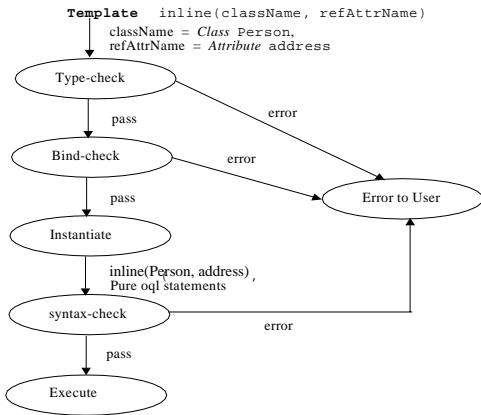 Template inline(className, refAttrName)
className = Class Person,
refAttrName = Attribute address
Type-check
error
pass
Bind-check
error
Error to User
pass
Instantiate
inline(Person, address) ,
Pure oql statements
syntax-check
error
pass
Execute